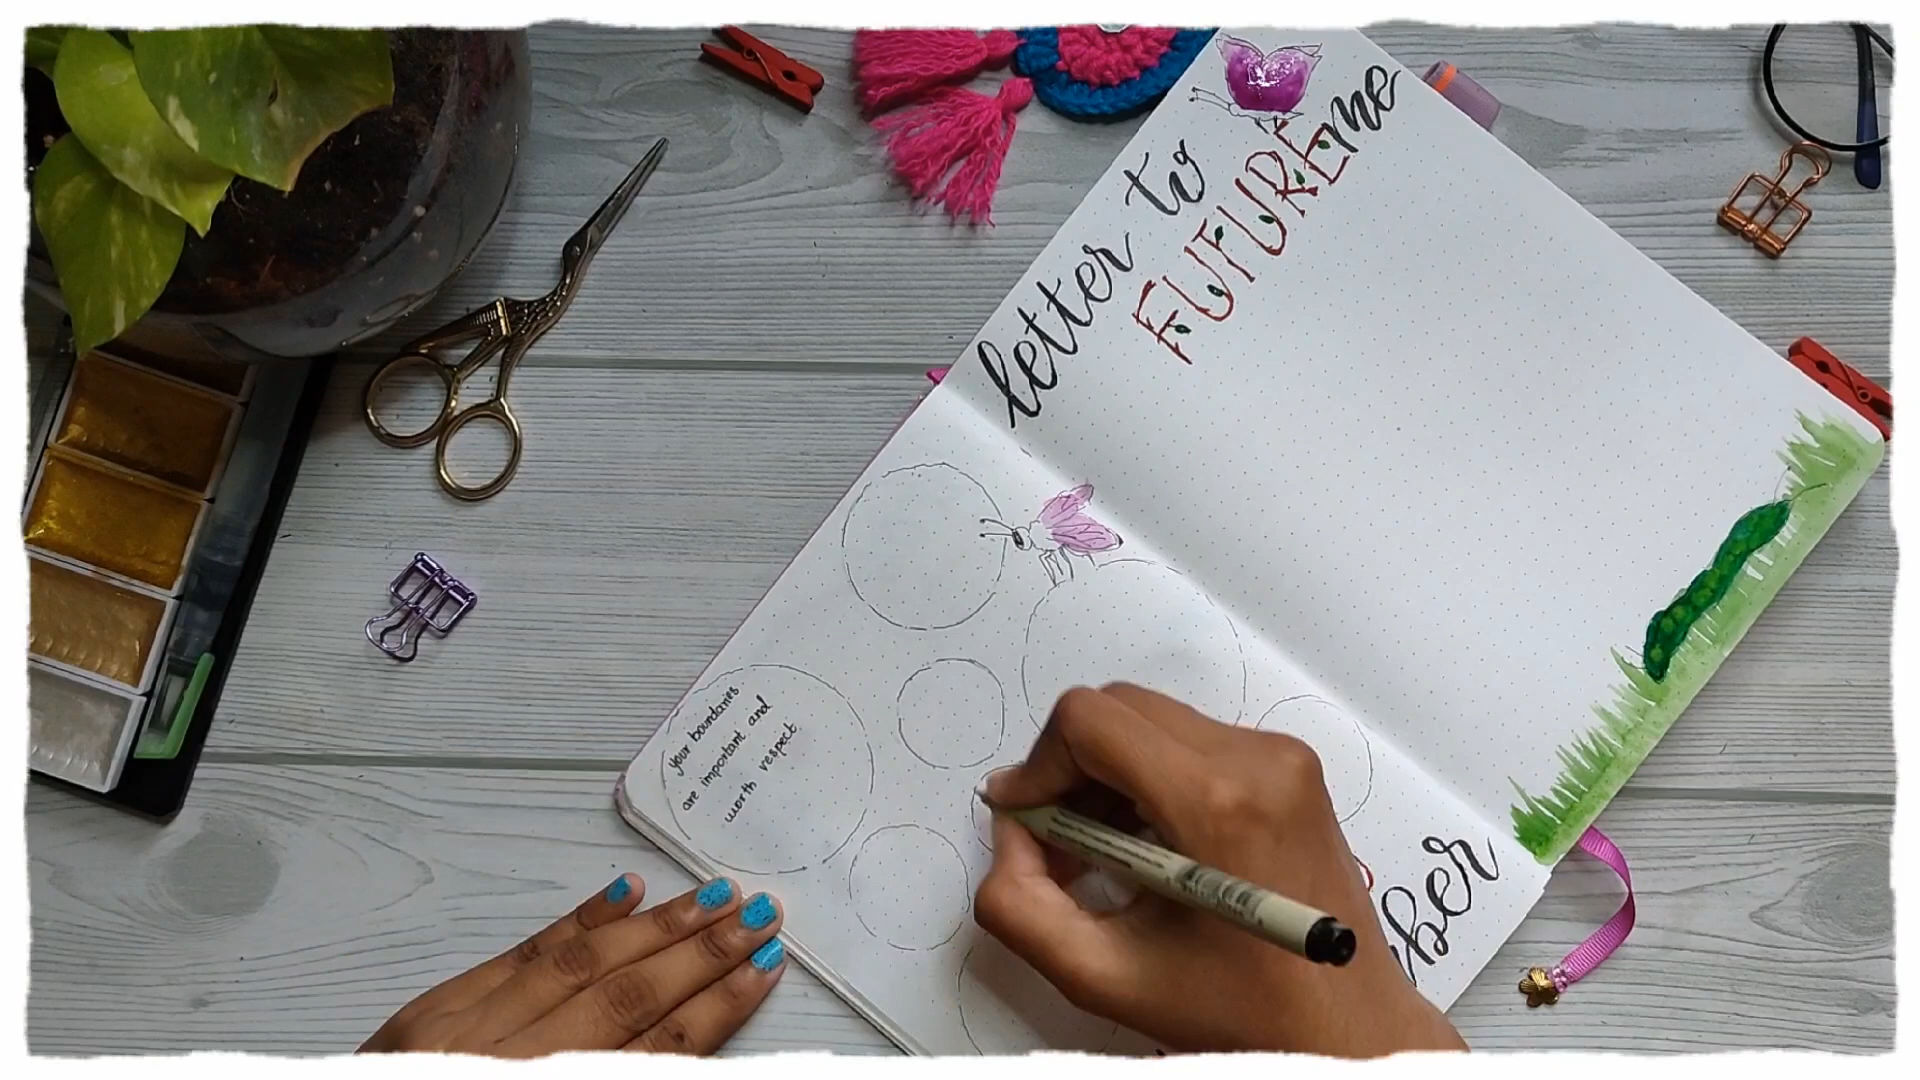 letter to
FUTURE me
your boundaries
are important and
worth respect